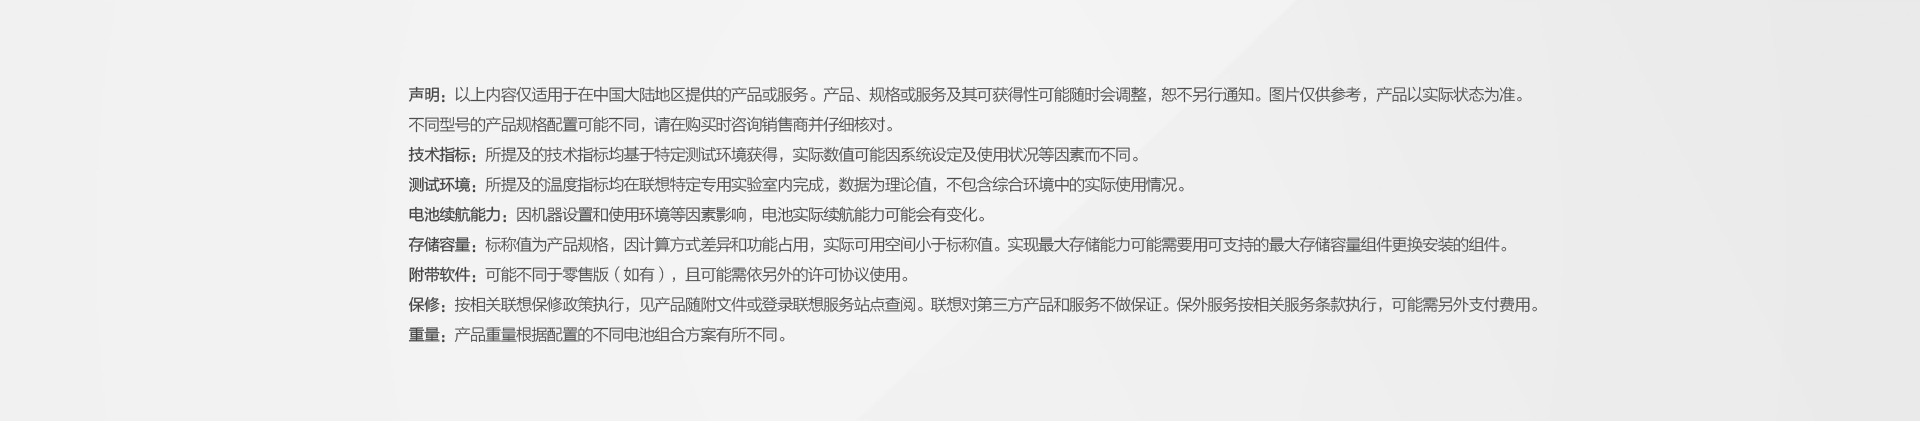 声明：以上内容仅适用于在中国大陆地区提供的产品或服务。产品、规格或服务及其可获得性可能随时会调整，恕不另行通知。图片仅供参考，产品以实际状态为准。
不同型号的产品规格配置可能不同，请在购买时咨询销售商并仔细核对。
技术指标：所提及的技术指标均基于特定测试环境获得，实际数值可能因系统设定及使用状况等因素而不同。
测试环境：所提及的温度指标均在联想特定专用实验室内完成，数据为理论值，不包含综合环境中的实际使用情况。
电池续航能力：因机器设置和使用环境等因素影响，电池实际续航能力可能会有变化。
存储容量：标称值为产品规格，因计算方式差异和功能占用，实际可用空间小于标称值。实现最大存储能力可能需要用可支持的最大存储容量组件更换安装的组件。
附带软件：可能不同于零售版（如有），且可能需依另外的许可协议使用。
保修：按相关联想保修政策执行，见产品随附文件或登录联想服务站点查阅。联想对第三方产品和服务不做保证。保外服务按相关服务条款执行，可能需另外支付费用。
重量：产品重量根据配置的不同电池组合方案有所不同。